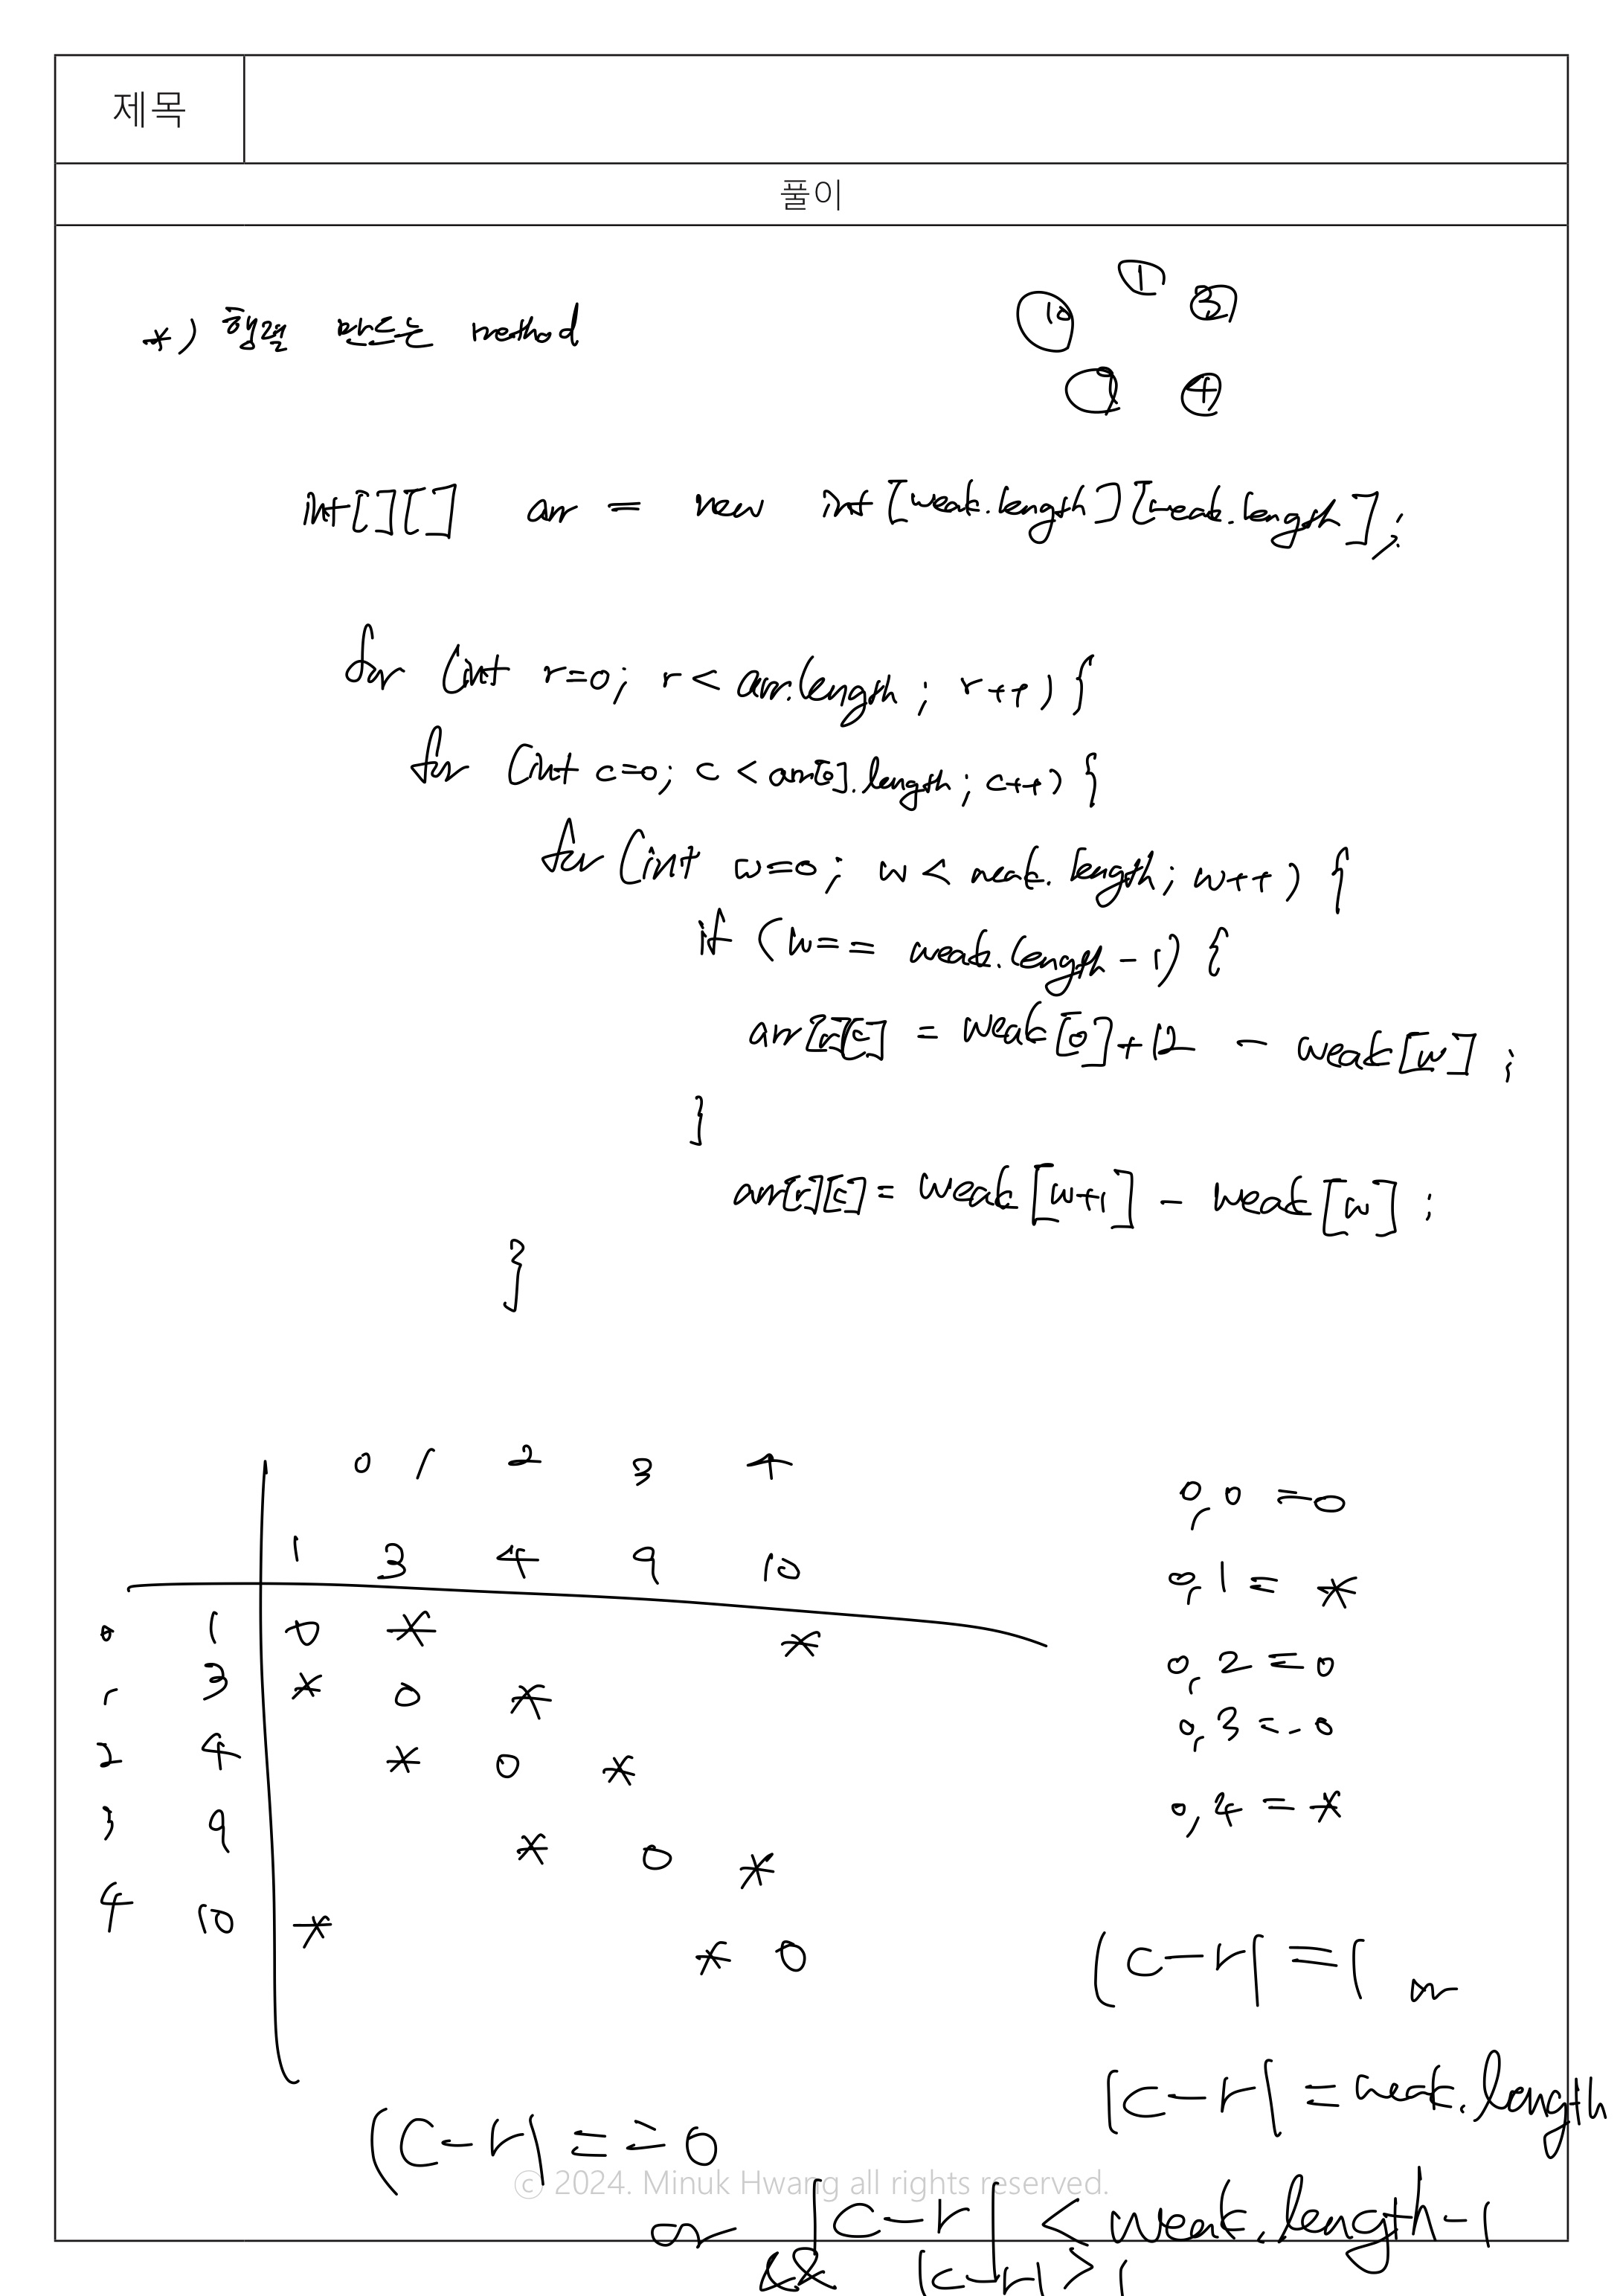 제목
풀이
*) 행렬 만드는 method
1
10 3
9 4
int[][] arr = new int[weak.length][weak.length];
for (int r=0; r < arr.length; r++) {
for (int c=0; c < arr[0].length; c++) {
for (int w=0; w < weak.length; w++) {
if (w == weak.length - 1) {
arr[r][c] = weak[0]+12 - weak[w];
}
arr[r][c] = weak[w+1] - weak[w];
}
0 1 2 3 4
1 3 4 9 10
0 1 0 * *
1 3 * 0 *
2 4 * 0 *
3 9 * 0 *
4 10 * * 0
0,0 = 0
0,1 = *
0,2 = 0
0,3 = 0
0,4 = *
|c-r| = 1 or
|c-r| = weak.length
|c-r| == 0
© 2024. Minuk Hwang all rights reserved.
or |c-r| < weak.length-1
&& |c-r| > 1